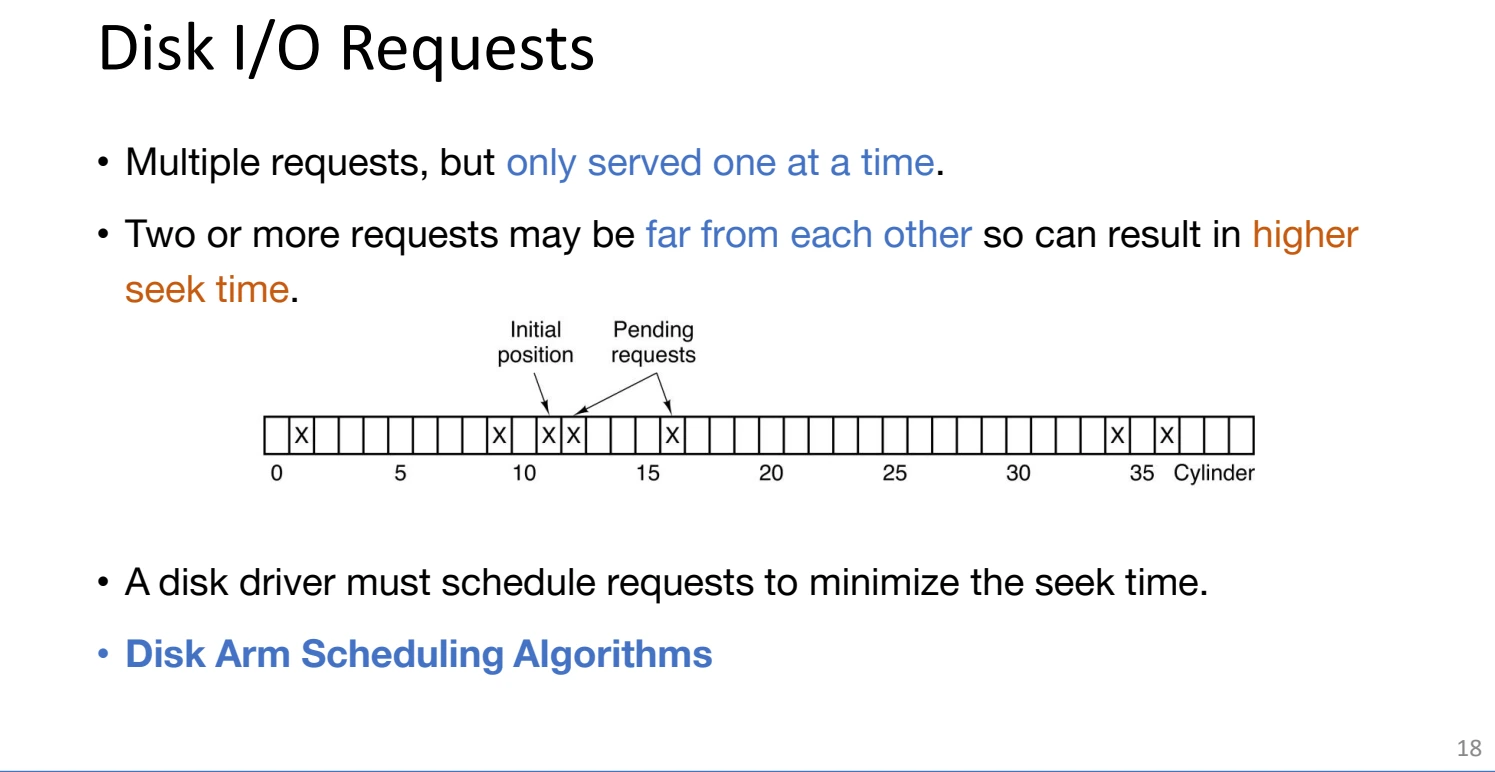 Disk I/O Requests
• Multiple requests, but only served one at a time.
• Two or more requests may be far from each other so can result in higher
seek time.
Initial
position
Pending
requests
X X X X X X X
0 5 10 15 20 25 30 35 Cylinder
• A disk driver must schedule requests to minimize the seek time.
• Disk Arm Scheduling Algorithms
18